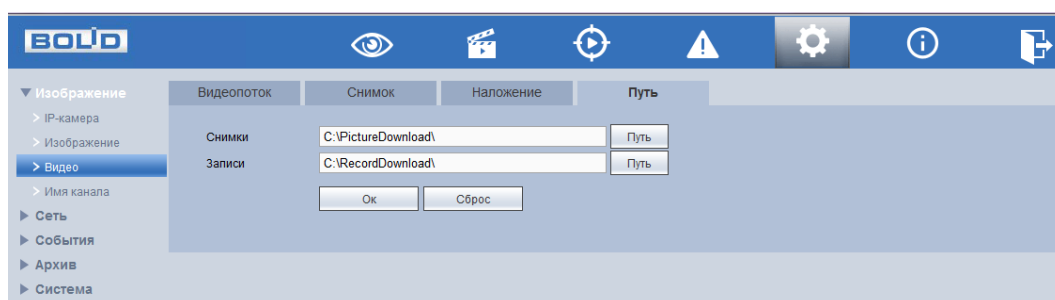 BOLID
Изображение
> IP-камера
> Изображение
> Видео
> Имя канала
Сеть
События
Архив
Система
Видеопоток Снимок Наложение Путь
Снимки C:\PictureDownload\ Путь
Записи C:\RecordDownload\ Путь
Ок Сброс